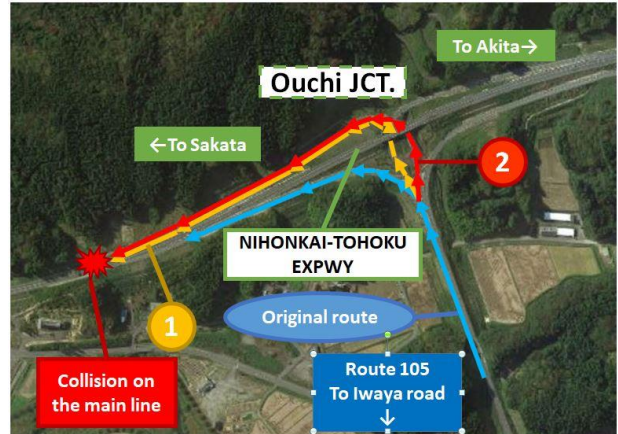 To Akita→
Ouchi JCT.
←To Sakata
2
NIHONKAI-TOHOKU
EXPWY
1
Original route
Collision on
the main line
Route 105
To Iwaya road
↓